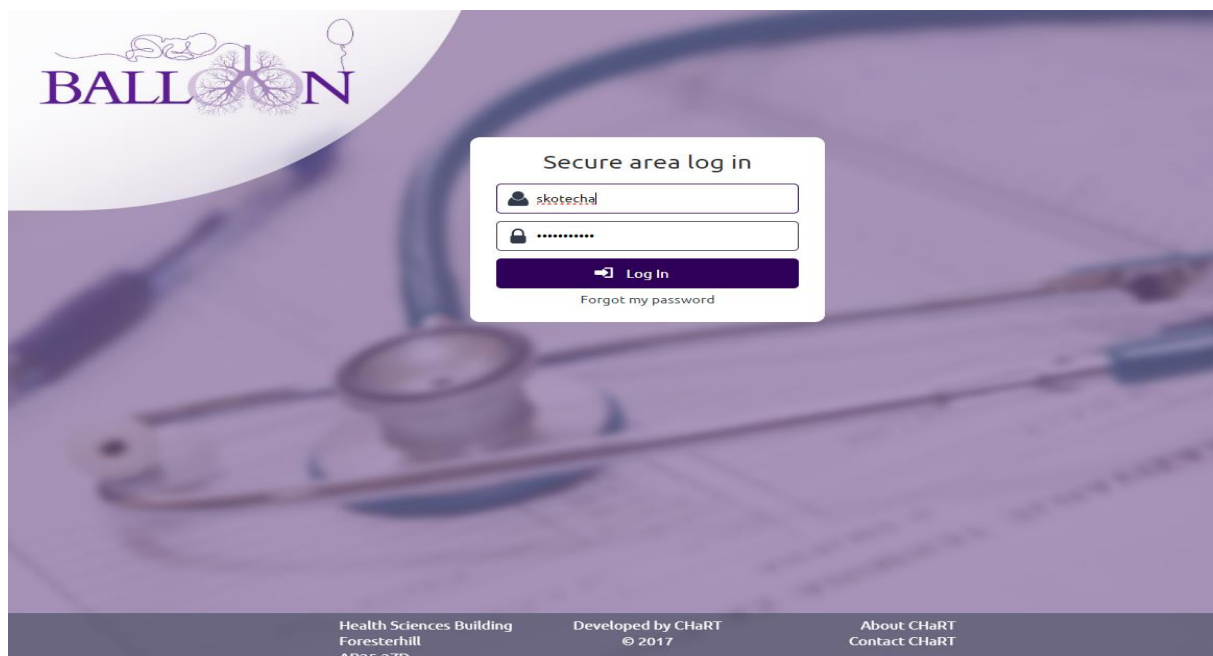 BALLOON
Secure area log in
skotecha
•••••••••••
Log In
Forgot my password
Health Sciences Building
Developed by CHaRT
About CHaRT
Foresterhill
© 2017
Contact CHaRT